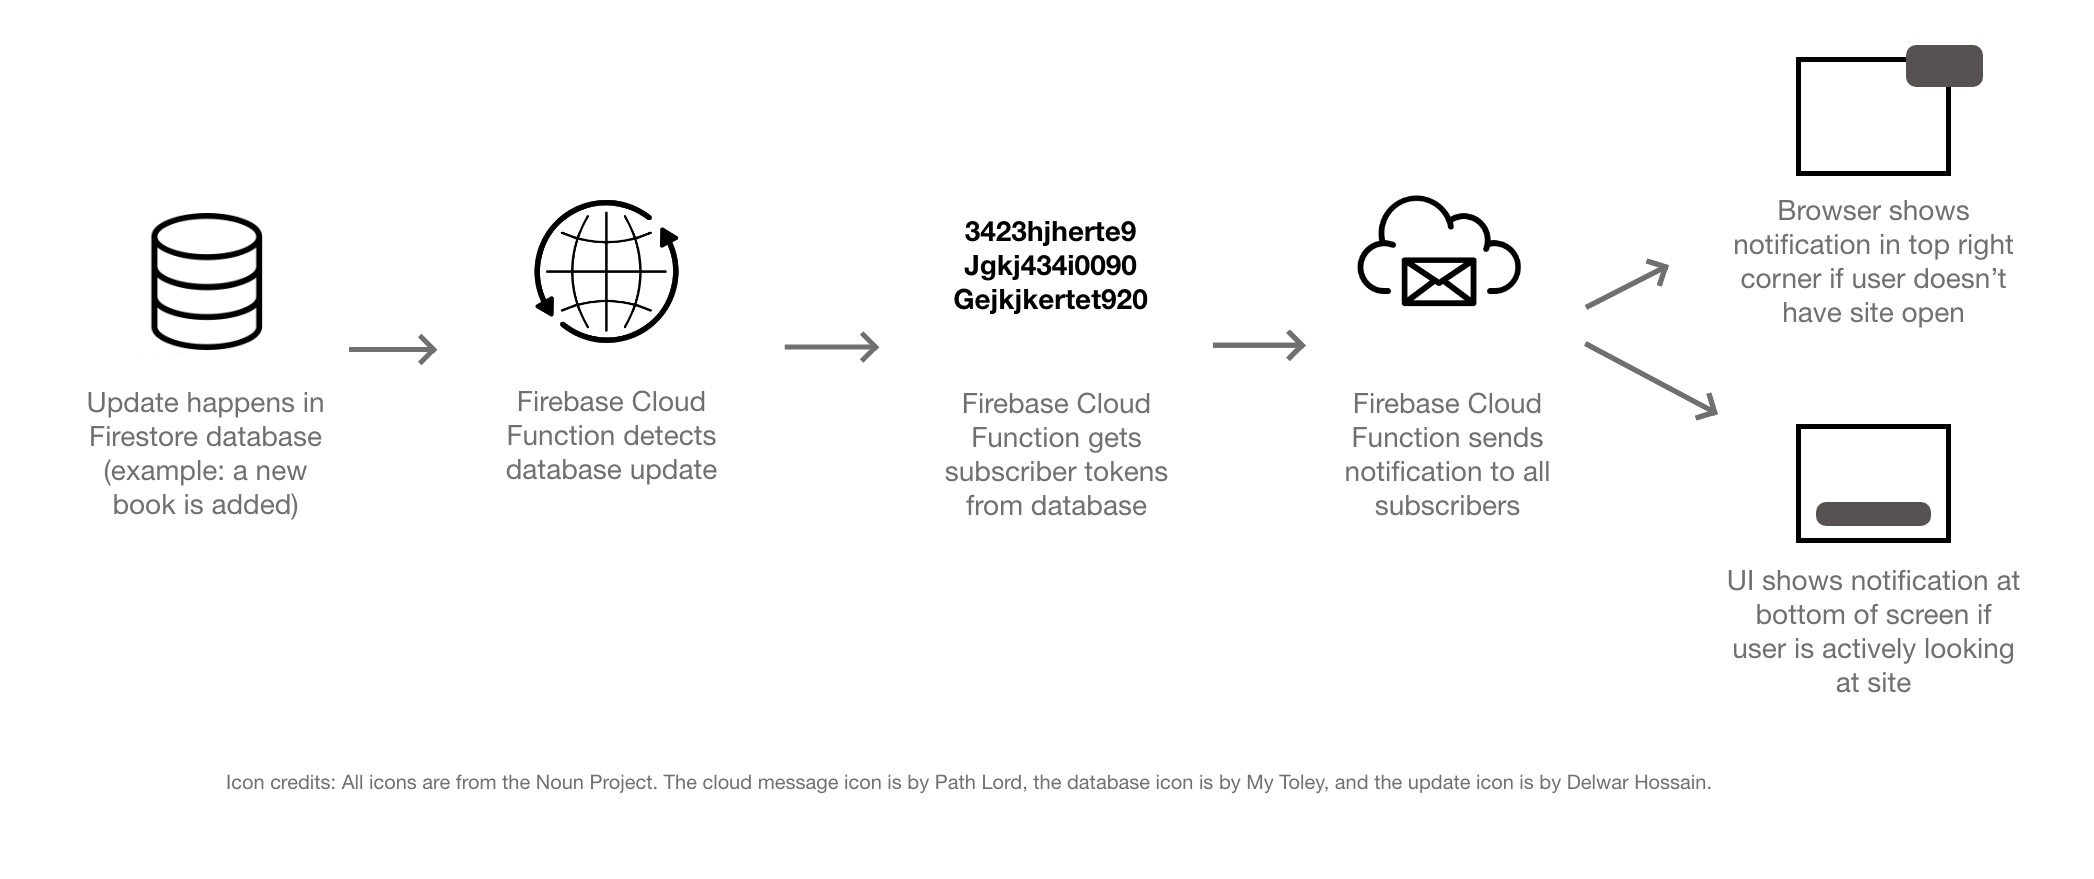 Update happens in
Firestore database
(example: a new
book is added)
Firebase Cloud
Function detects
database update
3423hjherte9
Jgkj434i0090
Gejkjkertet920
Firebase Cloud
Function gets
subscriber tokens
from database
Firebase Cloud
Function sends
notification to all
subscribers
Browser shows
notification in top right
corner if user doesn’t
have site open
UI shows notification at
bottom of screen if
user is actively looking
at site
Icon credits: All icons are from the Noun Project. The cloud message icon is by Path Lord, the database icon is by My Toley, and the update icon is by Delwar Hossain.